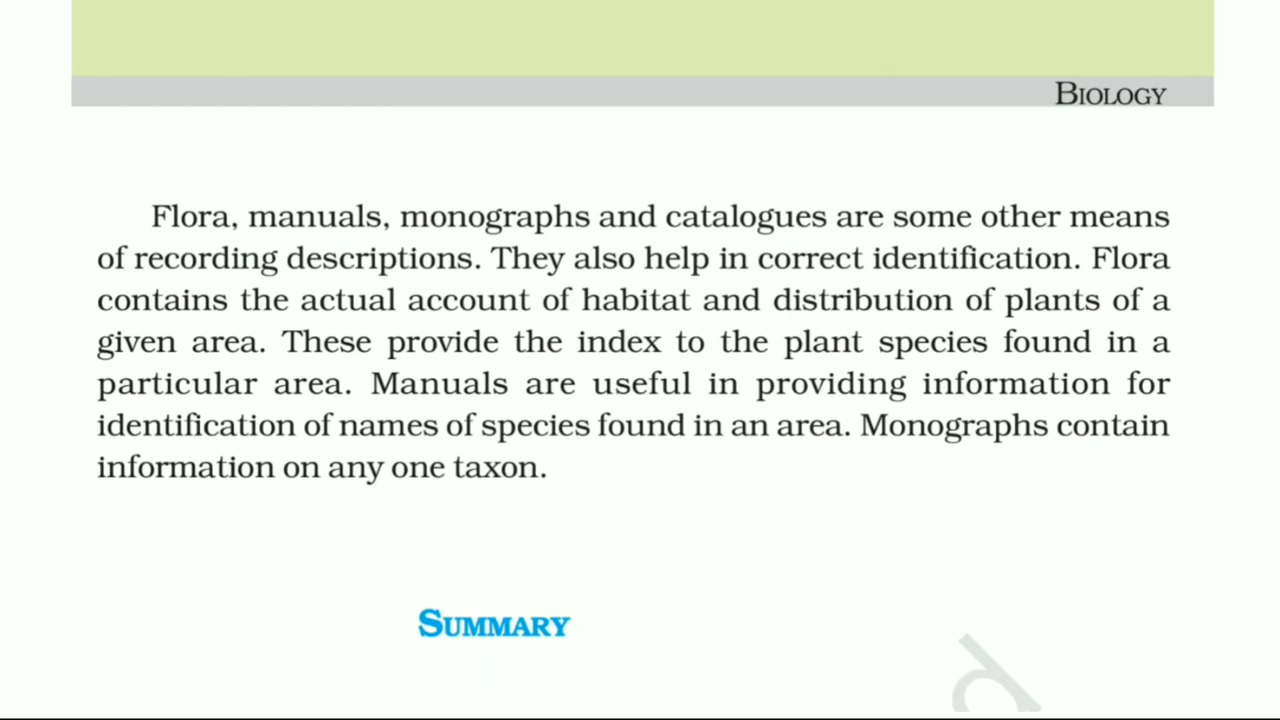 BIOLOGY
Flora, manuals, monographs and catalogues are some other means
of recording descriptions. They also help in correct identification. Flora
contains the actual account of habitat and distribution of plants of a
given area. These provide the index to the plant species found in a
particular area. Manuals are useful in providing information for
identification of names of species found in an area. Monographs contain
information on any one taxon.
SUMMARY
d